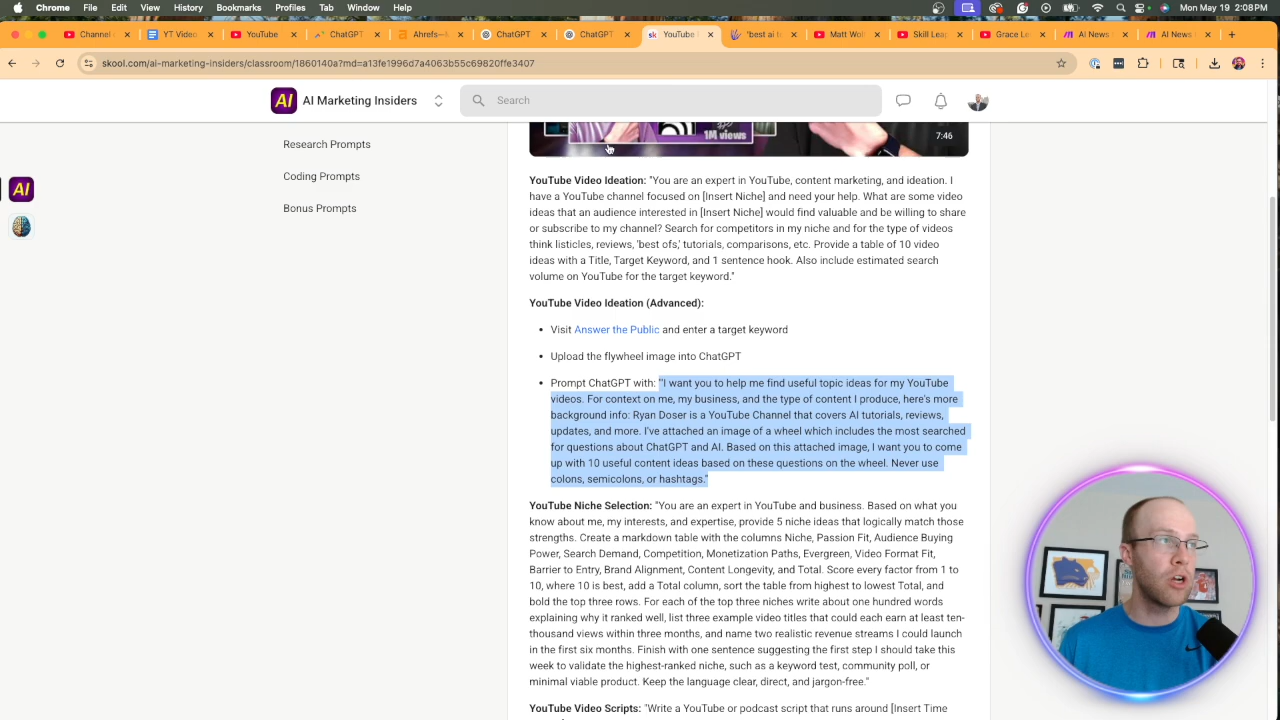 Chrome File Edit View History Bookmarks Profiles Tab Window Help
Mon May 19 2:08PM
Channel c
YT Video
YouTube
ChatGPT
Ahrefs—
ChatGPT
ChatGPT
YouTube
'best ai t
Matt Wol
Skill Leap
Grace Le
AI News
AI News
skool.com/ai-marketing-insiders/classroom/1860140a?md=a13fe1996d7a4063b55c69820ffe3407
AI
AI Marketing Insiders
Search
1M views
7:46
Research Prompts
Coding Prompts
Bonus Prompts
AI
YouTube Video Ideation: "You are an expert in YouTube, content marketing, and ideation. I
have a YouTube channel focused on [Insert Niche] and need your help. What are some video
ideas that an audience interested in [Insert Niche] would find valuable and be willing to share
or subscribe to my channel? Search for competitors in my niche and for the type of videos
think listicles, reviews, 'best ofs,' tutorials, comparisons, etc. Provide a table of 10 video
ideas with a Title, Target Keyword, and 1 sentence hook. Also include estimated search
volume on YouTube for the target keyword."
YouTube Video Ideation (Advanced):
• Visit Answer the Public and enter a target keyword
• Upload the flywheel image into ChatGPT
• Prompt ChatGPT with: "I want you to help me find useful topic ideas for my YouTube
videos. For context on me, my business, and the type of content I produce, here's more
background info: Ryan Doser is a YouTube Channel that covers AI tutorials, reviews,
updates, and more. I've attached an image of a wheel which includes the most searched
for questions about ChatGPT and AI. Based on this attached image, I want you to come
up with 10 useful content ideas based on these questions on the wheel. Never use
colons, semicolons, or hashtags."
YouTube Niche Selection: "You are an expert in YouTube and business. Based on what you
know about me, my interests, and expertise, provide 5 niche ideas that logically match those
strengths. Create a markdown table with the columns Niche, Passion Fit, Audience Buying
Power, Search Demand, Competition, Monetization Paths, Evergreen, Video Format Fit,
Barrier to Entry, Brand Alignment, Content Longevity, and Total. Score every factor from 1 to
10, where 10 is best, add a Total column, sort the table from highest to lowest Total, and
bold the top three rows. For each of the top three niches write about one hundred words
explaining why it ranked well, list three example video titles that could each earn at least ten-
thousand views within three months, and name two realistic revenue streams I could launch
in the first six months. Finish with one sentence suggesting the first step I should take this
week to validate the highest-ranked niche, such as a keyword test, community poll, or
minimal viable product. Keep the language clear, direct, and jargon-free."
YouTube Video Scripts: "Write a YouTube or podcast script that runs around [Insert Time